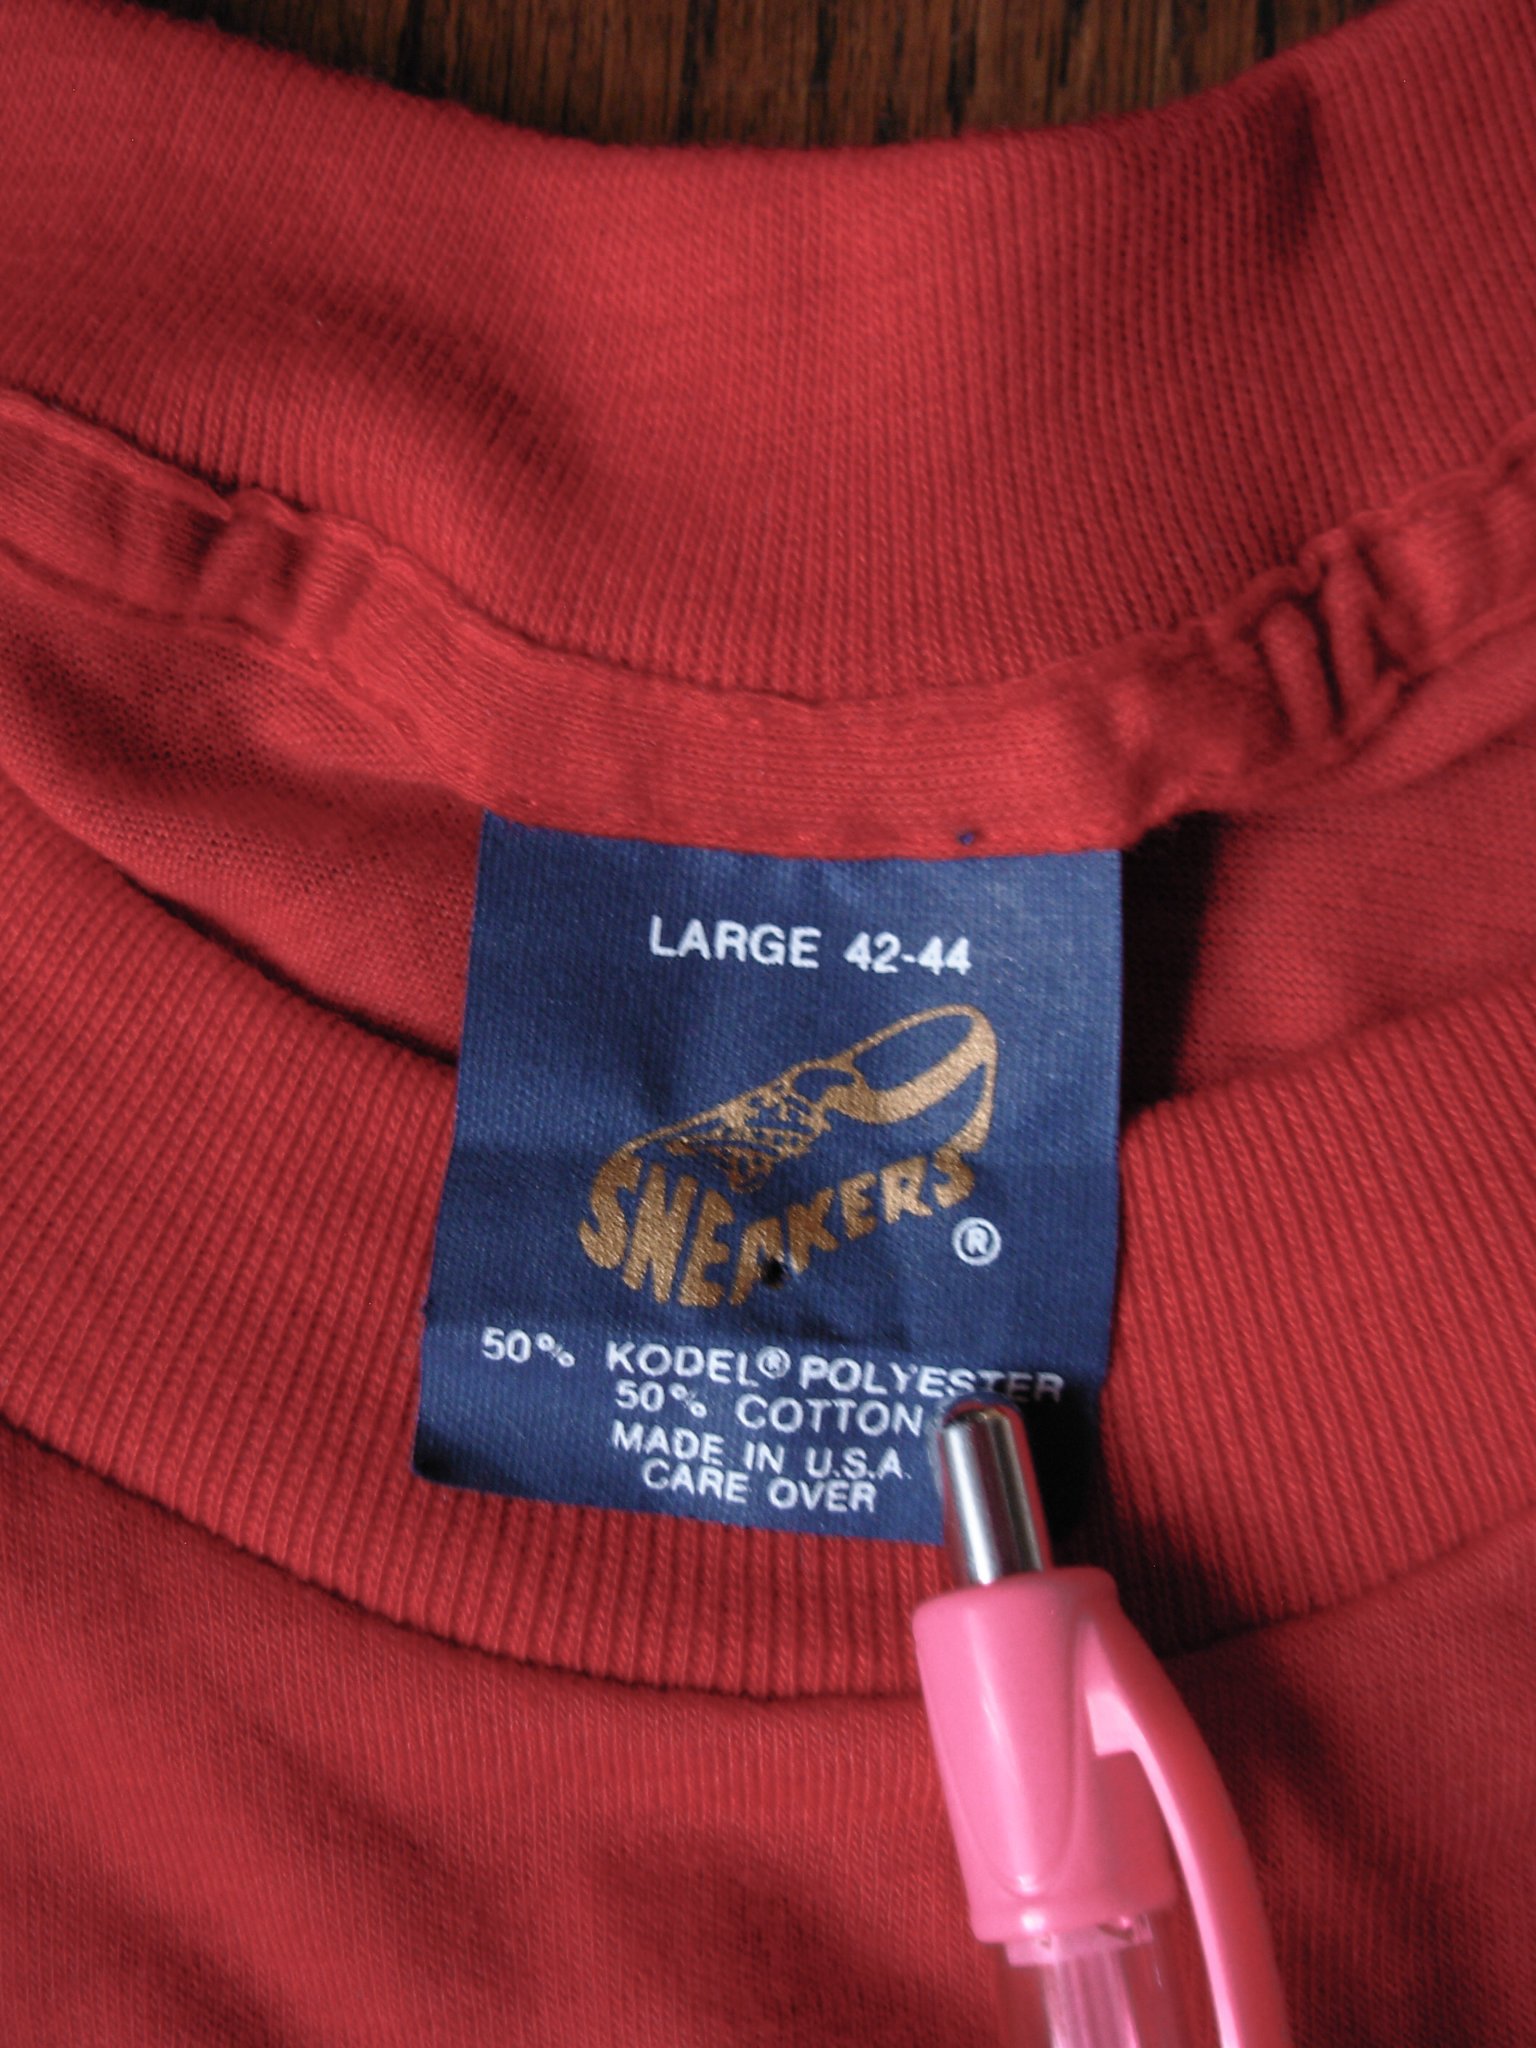 LARGE 42-44
SNEAKERS
®
50% KODEL® POLYESTER
50% COTTON
MADE IN U.S.A.
CARE OVER